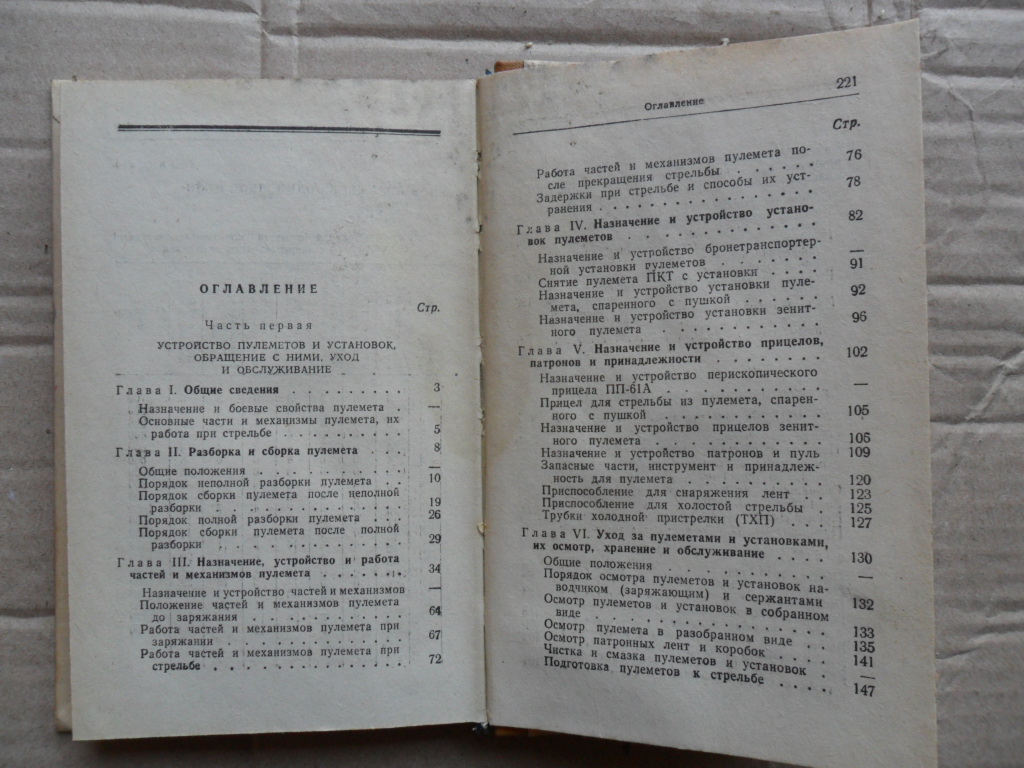 ОГЛАВЛЕНИЕ
Стр.
Часть первая
УСТРОЙСТВО ПУЛЕМЕТОВ И УСТАНОВОК,
ОБРАЩЕНИЕ С НИМИ, УХОД
И ОБСЛУЖИВАНИЕ
Глава I. Общие сведения . . . . . . . . . . 3
Назначение и боевые свойства пулемета . —
Основные части и механизмы пулемета, их
работа при стрельбе . . . . . . . . . 5
Глава II. Разборка и сборка пулемета . . . 8
Общие положения . . . . . . . . . . —
Порядок неполной разборки пулемета . . . 10
Порядок сборки пулемета после неполной
разборки . . . . . . . . . . . . . . 19
Порядок полной разборки пулемета . . . 26
Порядок сборки пулемета после полной
разборки . . . . . . . . . . . . . . 29
Глава III. Назначение, устройство и работа
частей и механизмов пулемета . . . . . . . 34
Назначение и устройство частей и механизмов —
Положение частей и механизмов пулемета
до заряжания . . . . . . . . . . . . 64
Работа частей и механизмов пулемета при
заряжании . . . . . . . . . . . . . 67
Работа частей и механизмов пулемета при
стрельбе . . . . . . . . . . . . . . 72
Оглавление 221
Стр.
Работа частей и механизмов пулемета по-
сле прекращения стрельбы . . . . . . 76
Задержки при стрельбе и способы их уст-
ранения . . . . . . . . . . . . . . 78
Глава IV. Назначение и устройство устано-
вок пулеметов . . . . . . . . . . . . . 82
Назначение и устройство бронетранспортер-
ной установки пулеметов . . . . . . . —
Снятие пулемета ПКТ с установки . . . . 91
Назначение и устройство установки пуле-
мета, спаренного с пушкой . . . . . . 92
Назначение и устройство установки зенит-
ного пулемета . . . . . . . . . . . 96
Глава V. Назначение и устройство прицелов,
патронов и принадлежности . . . . . . . . 102
Назначение и устройство перископического
прицела ПП-61А . . . . . . . . . . —
Прицел для стрельбы из пулемета, спарен-
ного с пушкой . . . . . . . . . . . 105
Назначение и устройство прицелов зенит-
ного пулемета . . . . . . . . . . . 106
Назначение и устройство патронов и пуль 109
Запасные части, инструмент и принадлеж-
ность для пулемета . . . . . . . . . 120
Приспособление для снаряжения лент . . 123
Приспособление для холостой стрельбы . . 125
Трубки холодной пристрелки (ТХП) . . . 127
Глава VI. Уход за пулеметами и установками,
их осмотр, хранение и обслуживание . . . . 130
Общие положения . . . . . . . . . . —
Порядок осмотра пулеметов и установок на-
водчиком (заряжающим) и сержантами 132
Осмотр пулеметов и установок в собранном
виде . . . . . . . . . . . . . . . 133
Осмотр пулемета в разобранном виде . . . 135
Осмотр патронных лент и коробок . . . . 141
Чистка и смазка пулеметов и установок . —
Подготовка пулеметов к стрельбе . . . . 147